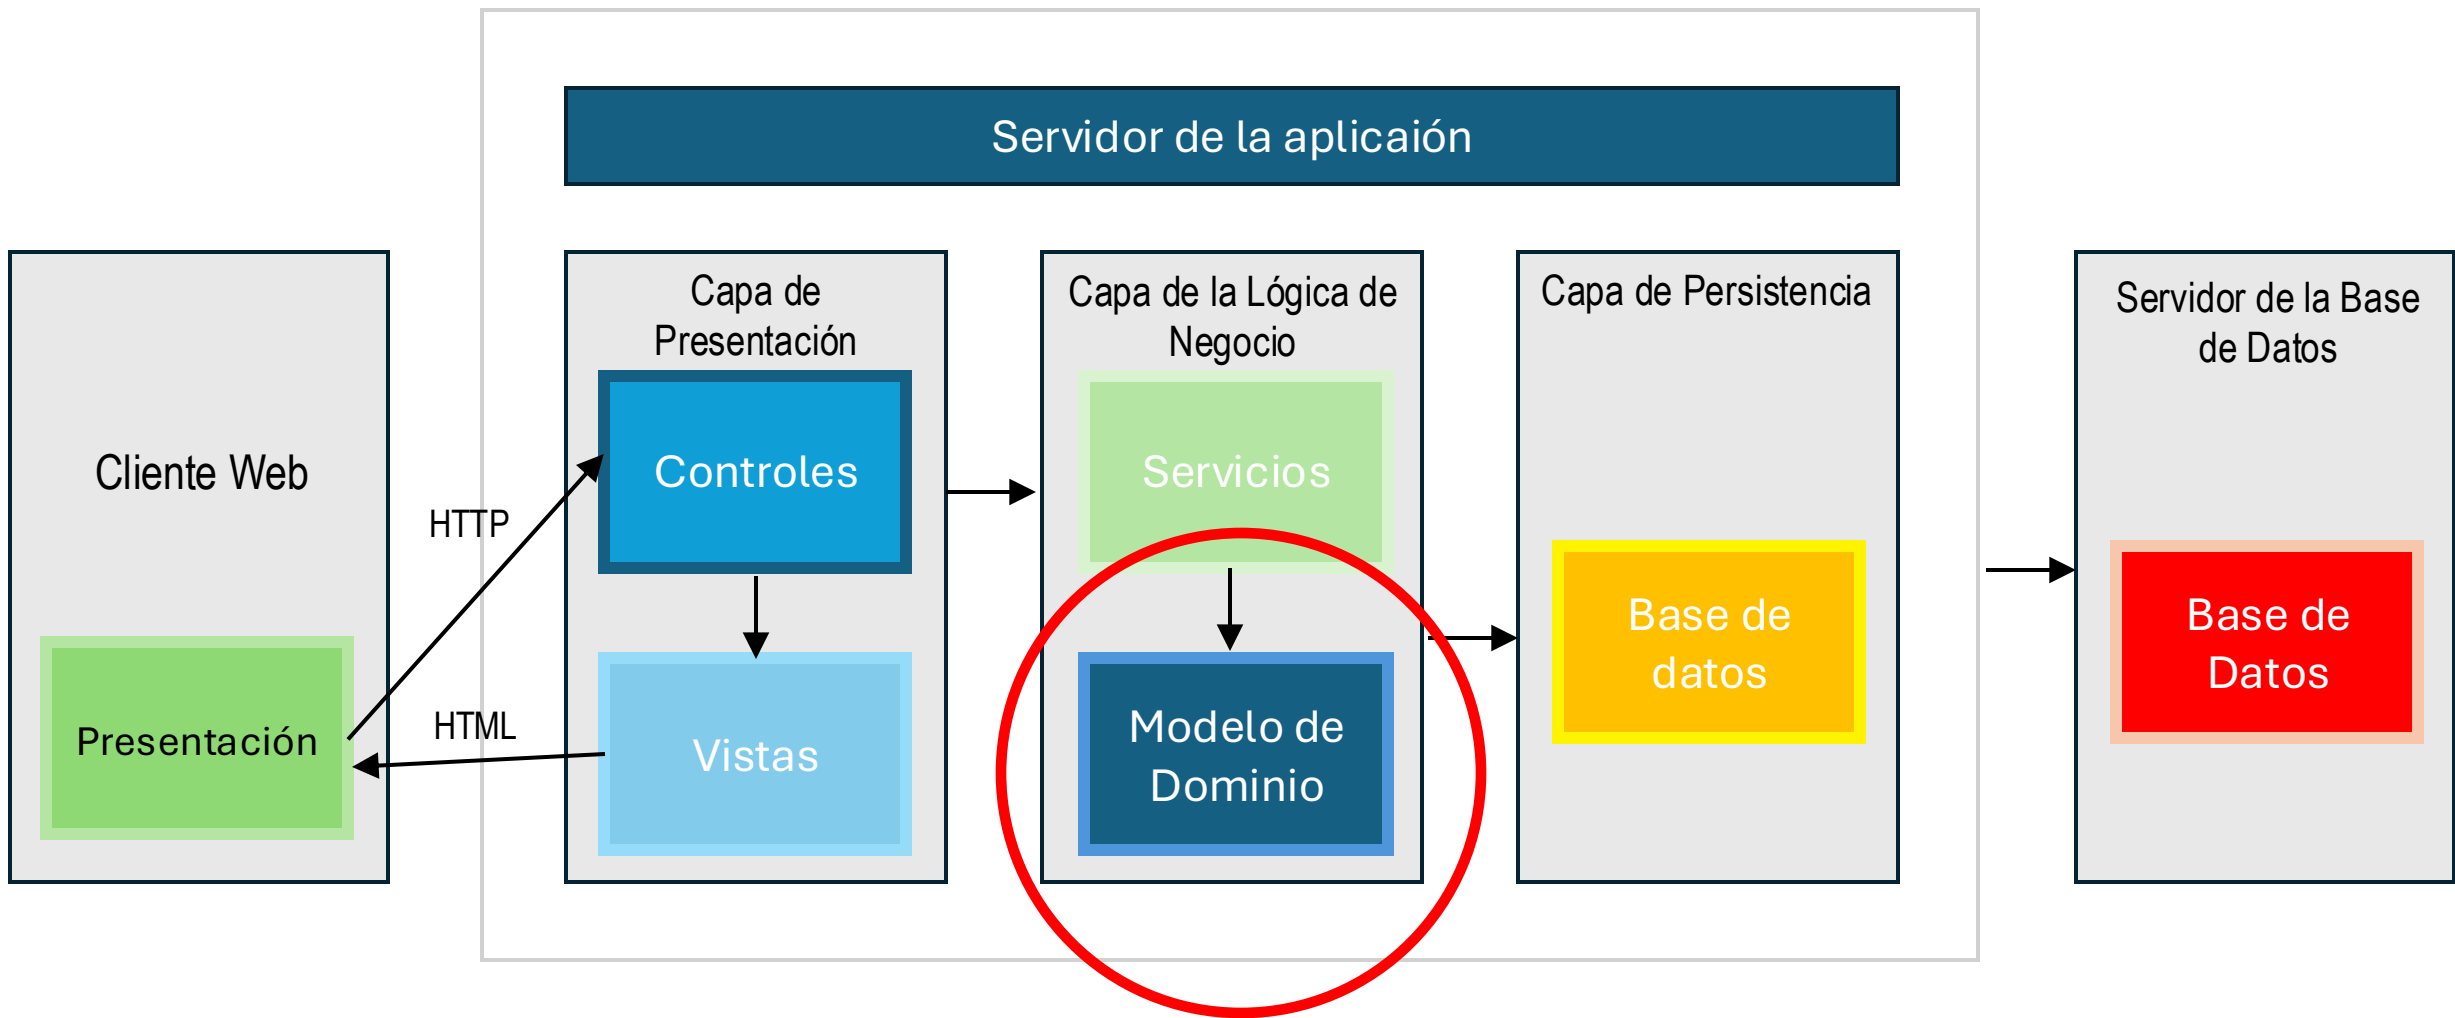 Servidor de la aplicaión
Cliente Web
Presentación
HTTP
HTML
Capa de
Presentación
Controles
Vistas
Capa de la Lógica de
Negocio
Servicios
Modelo de
Dominio
Capa de Persistencia
Base de
datos
Servidor de la Base
de Datos
Base de
Datos